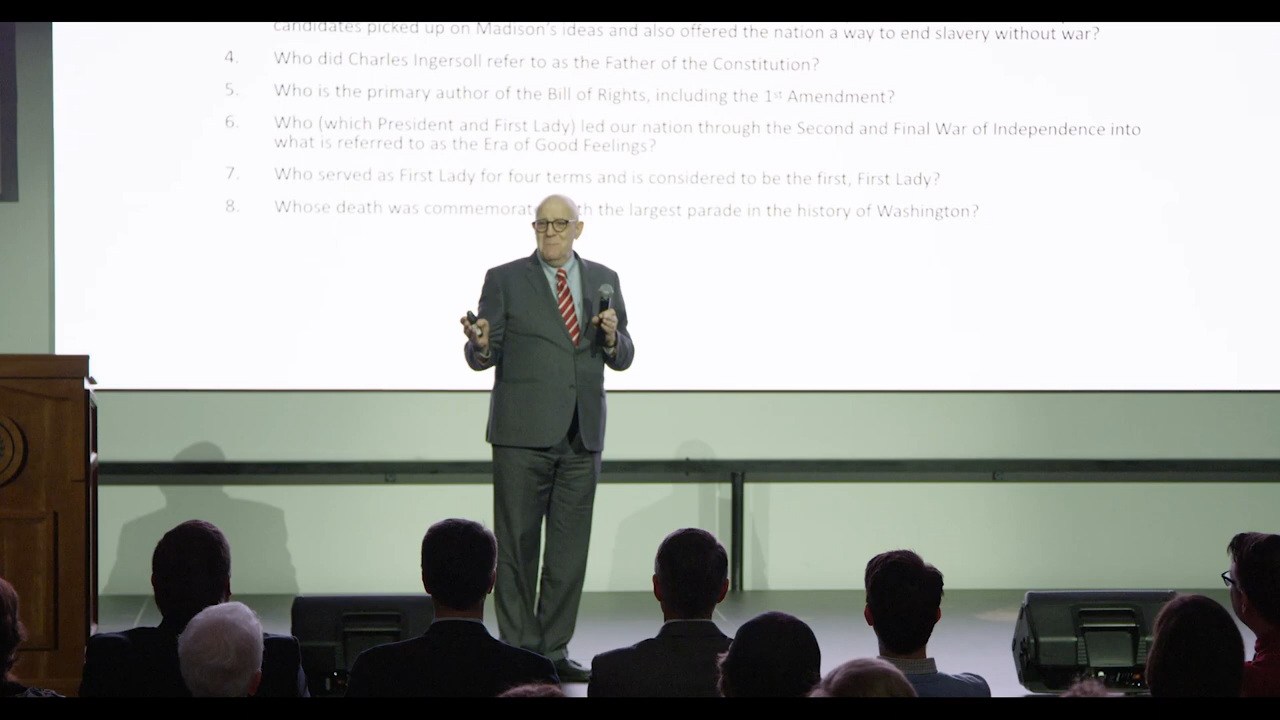 candidates picked up on Madison's ideas and also offered the nation a way to end slavery without war?
4. Who did Charles Ingersoll refer to as the Father of the Constitution?
5. Who is the primary author of the Bill of Rights, including the 1st Amendment?
6. Who (which President and First Lady) led our nation through the Second and Final War of Independence into
what is referred to as the Era of Good Feelings?
7. Who served as First Lady for four terms and is considered to be the first, First Lady?
8. Whose death was the largest parade in the history of Washington?